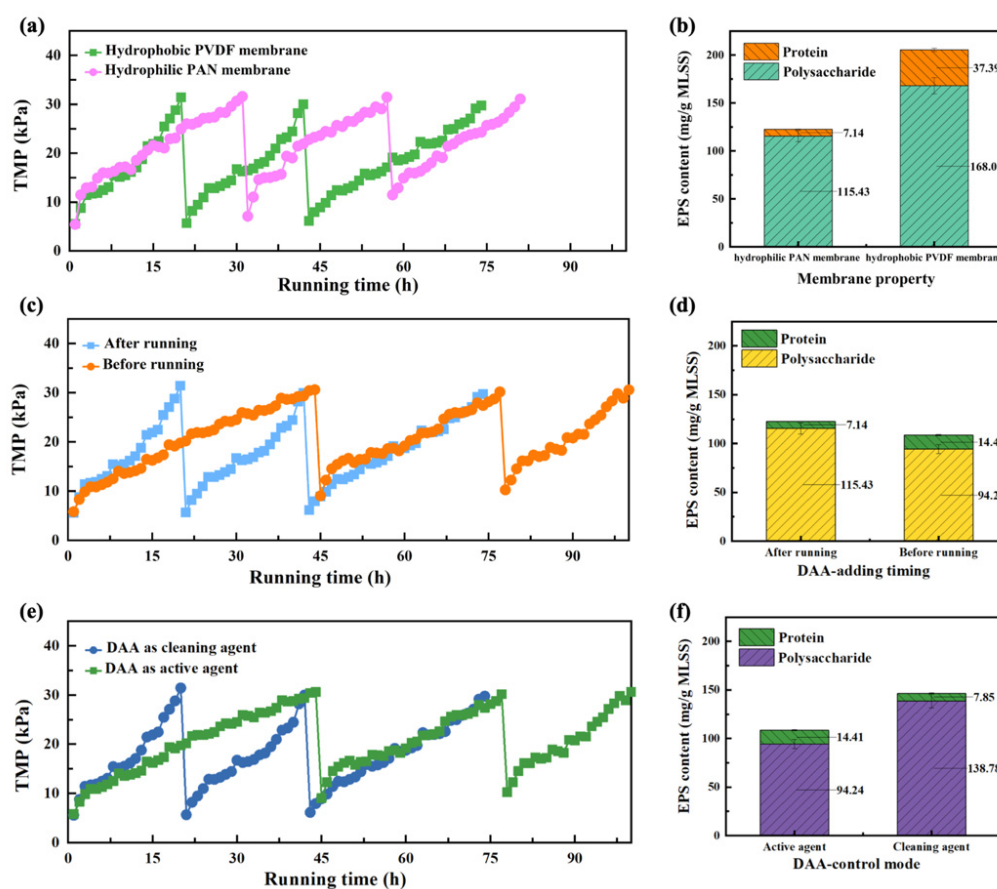 (a)
Hydrophobic PVDF membrane
Hydrophilic PAN membrane
TMP (kPa)
40
30
20
10
0
0
15
30
45
60
75
90
Running time (h)
(b)
Protein
Polysaccharide
EPS content (mg/g MLSS)
200
150
100
50
0
7.14
115.43
37.39
168.0
hydrophilic PAN membrane
hydrophobic PVDF membran
Membrane property
(c)
After running
Before running
TMP (kPa)
40
30
20
10
0
0
15
30
45
60
75
90
Running time (h)
(d)
Protein
Polysaccharide
EPS content (mg/g MLSS)
200
150
100
50
0
7.14
115.43
14.4
94.2
After running
Before running
DAA-adding timing
(e)
DAA as cleaning agent
DAA as active agent
TMP (kPa)
40
30
20
10
0
0
15
30
45
60
75
90
Running time (h)
(f)
Protein
Polysaccharide
EPS content (mg/g MLSS)
200
150
100
50
0
14.41
94.24
7.85
138.78
Active agent
Cleaning agent
DAA-control mode